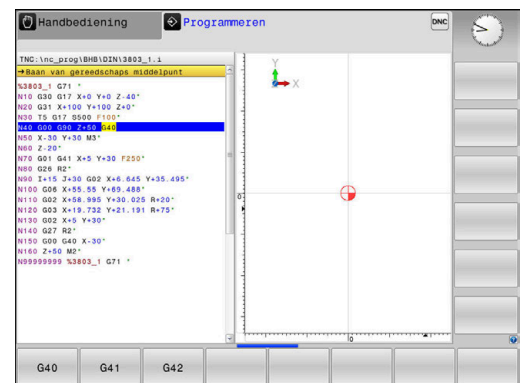 Handbediening
Programmeren
DNC
TNC:\nc_prog\BHB\DIN\3803_1.i
→Baan van gereedschaps middelpunt
%3803_1 G71 *
N10 G30 G17 X+0 Y+0 Z-40*
N20 G31 X+100 Y+100 Z+0*
N30 T5 G17 S500 F100*
N40 G00 G90 Z+50 G40
N50 X-30 Y+30 M3*
N60 Z-20*
N70 G01 G41 X+5 Y+30 F250*
N80 G26 R2*
N90 I+15 J+30 G02 X+6.645 Y+35.495*
N100 G06 X+55.55 Y+69.488*
N110 G02 X+58.995 Y+30.025 R+20*
N120 G03 X+19.732 Y+21.191 R+75*
N130 G02 X+5 Y+30*
N140 G27 R2*
N150 G00 G40 X-30*
N160 Z+50 M2*
N99999999 %3803_1 G71 *
Y
X
0
0
G40
G41
G42